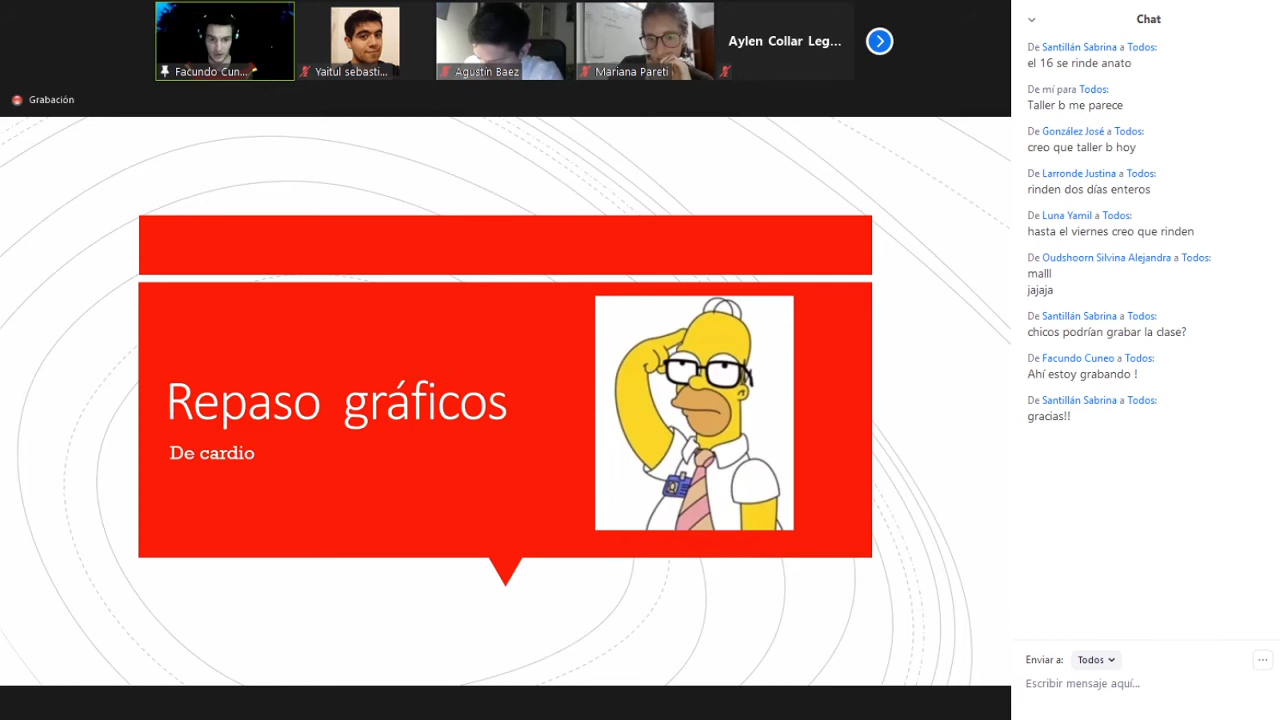 Facundo Cun...
Yaitul sebasti...
Agustín Baez
Mariana Pareti
Aylen Collar Leg...
Grabación
Repaso gráficos
De cardio
Chat
De Santillán Sabrina a Todos:
el 16 se rinde anato
De mí para Todos:
Taller b me parece
De González José a Todos:
creo que taller b hoy
De Larronde Justina a Todos:
rinden dos días enteros
De Luna Yamil a Todos:
hasta el viernes creo que rinden
De Oudshoorn Silvina Alejandra a Todos:
malll
jajaja
De Santillán Sabrina a Todos:
chicos podrían grabar la clase?
De Facundo Cuneo a Todos:
Ahí estoy grabando !
De Santillán Sabrina a Todos:
gracias!!
Enviar a: Todos
Escribir mensaje aquí...